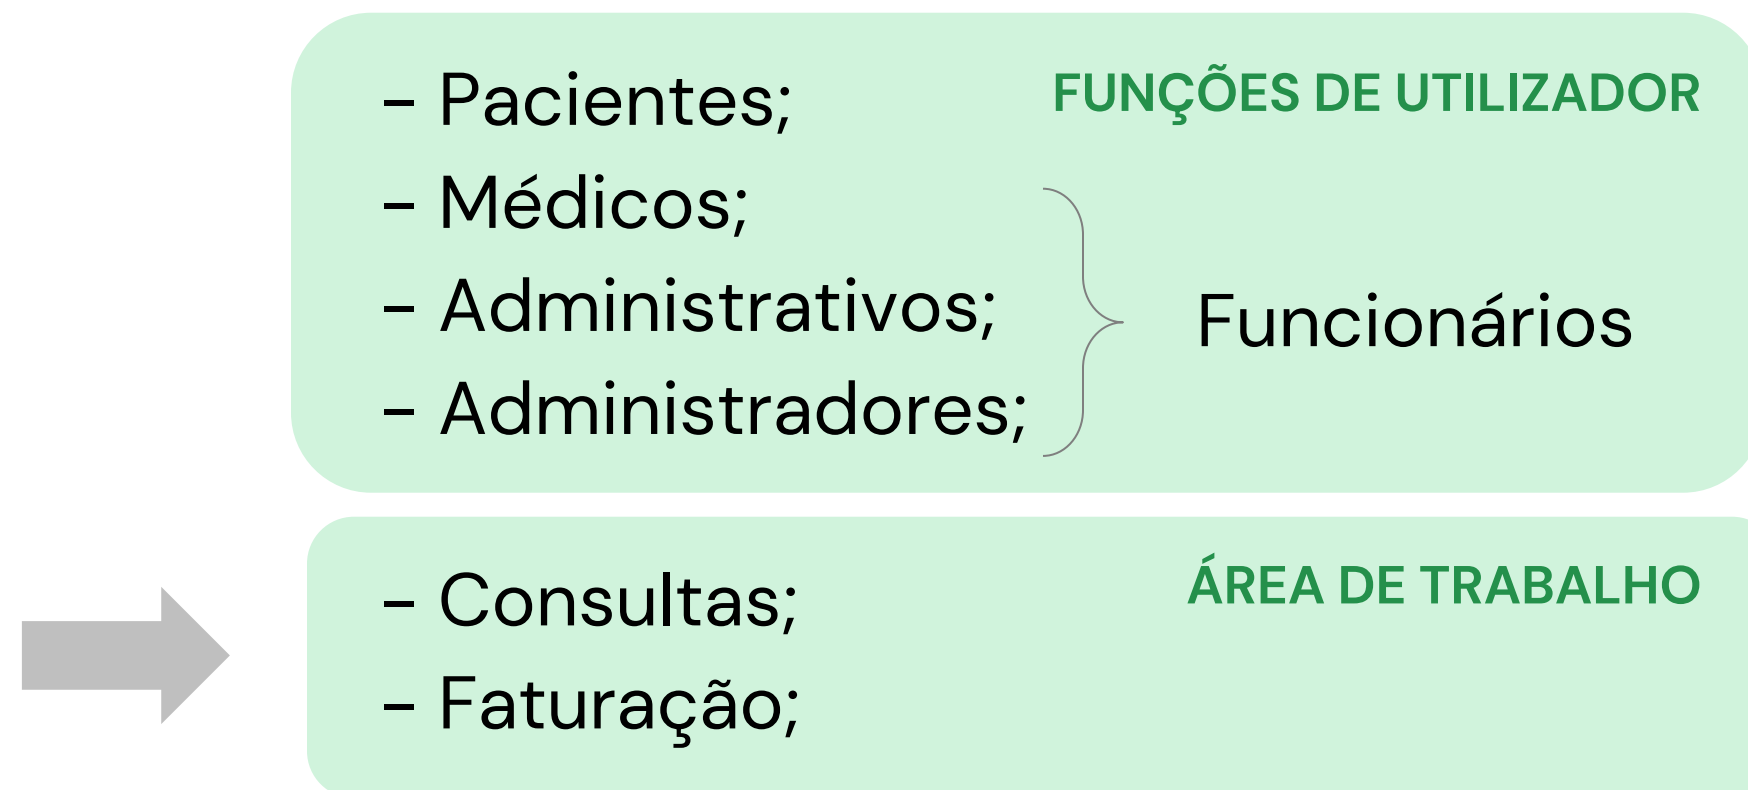 FUNÇÕES DE UTILIZADOR
- Pacientes;
- Médicos;
- Administrativos;
- Administradores;
Funcionários
ÁREA DE TRABALHO
- Consultas;
- Faturação;